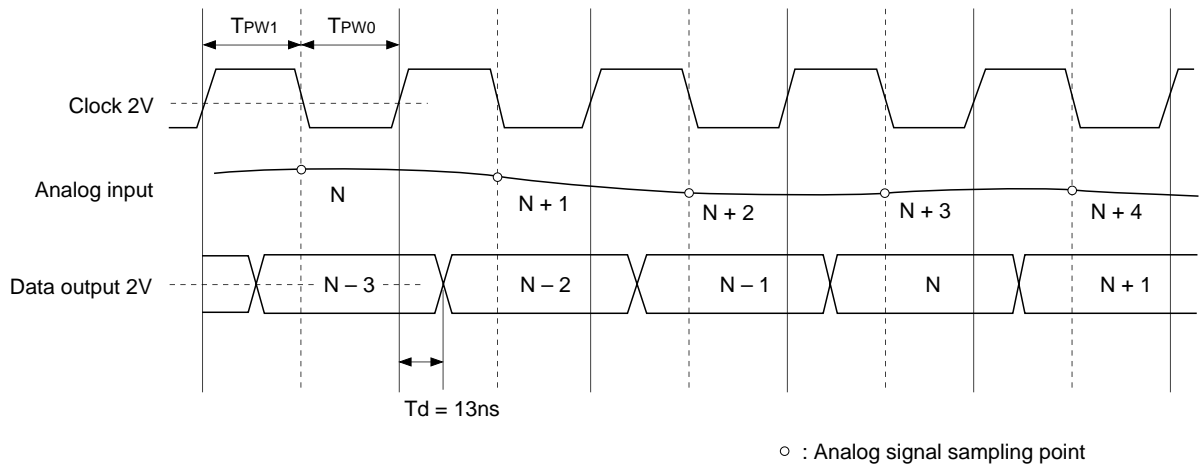 TPW1 TPW0
Clock 2V
Analog input
N N + 1 N + 2 N + 3 N + 4
Data output 2V
N – 3 N – 2 N – 1 N N + 1
Td = 13ns
: Analog signal sampling point